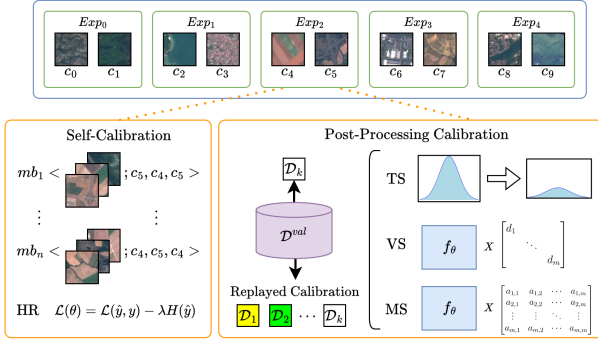 Exp₀ Exp₁ Exp₂ Exp₃ Exp₄
c₀ c₁ c₂ c₃ c₄ c₅ c₆ c₇ c₈ c₉
Self-Calibration
mb₁ < ; c₅, c₄, c₅ >
⋮ ⋮
mbₙ < ; c₄, c₅, c₄ >
HR ℒ(θ) = ℒ(ŷ, y) − λH(ŷ)
Post-Processing Calibration
𝒟ₖ
𝒟ᵛᵃˡ
Replayed Calibration
𝒟₁ 𝒟₂ ⋯ 𝒟ₖ
TS
VS f_θ X [d₁ ⋱ dₘ]
MS f_θ X
a₁,₁ a₁,₂ ⋯ a₁,ₘ
a₂,₁ a₂,₂ ⋯ a₂,ₘ
⋮ ⋮ ⋱ ⋮
aₘ,₁ aₘ,₂ ⋯ aₘ,ₘ